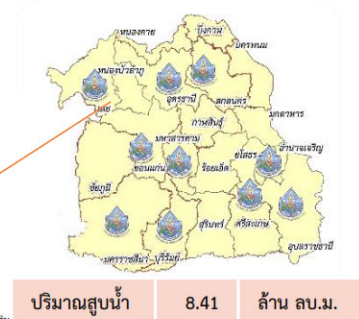 หนองคาย
บึงกาฬ
นครพนม
หนองบัวลำภู
เลย
อุดรธานี
สกลนคร
กาฬสินธุ์
มุกดาหาร
มหาสารคาม
ขอนแก่น
ร้อยเอ็ด
ยโสธร
อำนาจเจริญ
ชัยภูมิ
นครราชสีมา
บุรีรัมย์
สุรินทร์
ศรีสะเกษ
อุบลราชธานี
ปริมาณสูบน้ำ 8.41 ล้าน ลบ.ม.